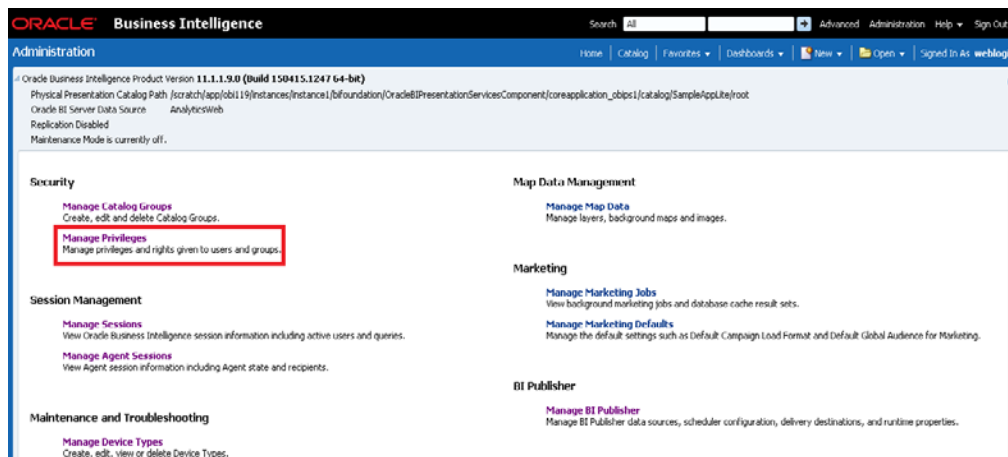 ORACLE Business Intelligence
Search All Advanced Administration Help Sign Out
Administration
Home Catalog Favorites Dashboards New Open Signed In As weblog
Oracle Business Intelligence Product Version 11.1.1.9.0 (Build 150415.1247 64-bit)
Physical Presentation Catalog Path /scratch/app/obi119/instances/instance1/bifoundation/OracleBIPresentationServicesComponent/coreapplication_obips1/catalog/SampleAppLite/root
Oracle BI Server Data Source AnalyticsWeb
Replication Disabled
Maintenance Mode is currently off.
Security
Manage Catalog Groups
Create, edit and delete Catalog Groups.
Manage Privileges
Manage privileges and rights given to users and groups.
Session Management
Manage Sessions
View Oracle Business Intelligence session information including active users and queries.
Manage Agent Sessions
View Agent session information including Agent state and recipients.
Maintenance and Troubleshooting
Manage Device Types
Create, edit, view or delete Device Types.
Map Data Management
Manage Map Data
Manage layers, background maps and images.
Marketing
Manage Marketing Jobs
View background marketing jobs and database cache result sets.
Manage Marketing Defaults
Manage the default settings such as Default Campaign Load Format and Default Global Audience for Marketing.
BI Publisher
Manage BI Publisher
Manage BI Publisher data sources, scheduler configuration, delivery destinations, and runtime properties.